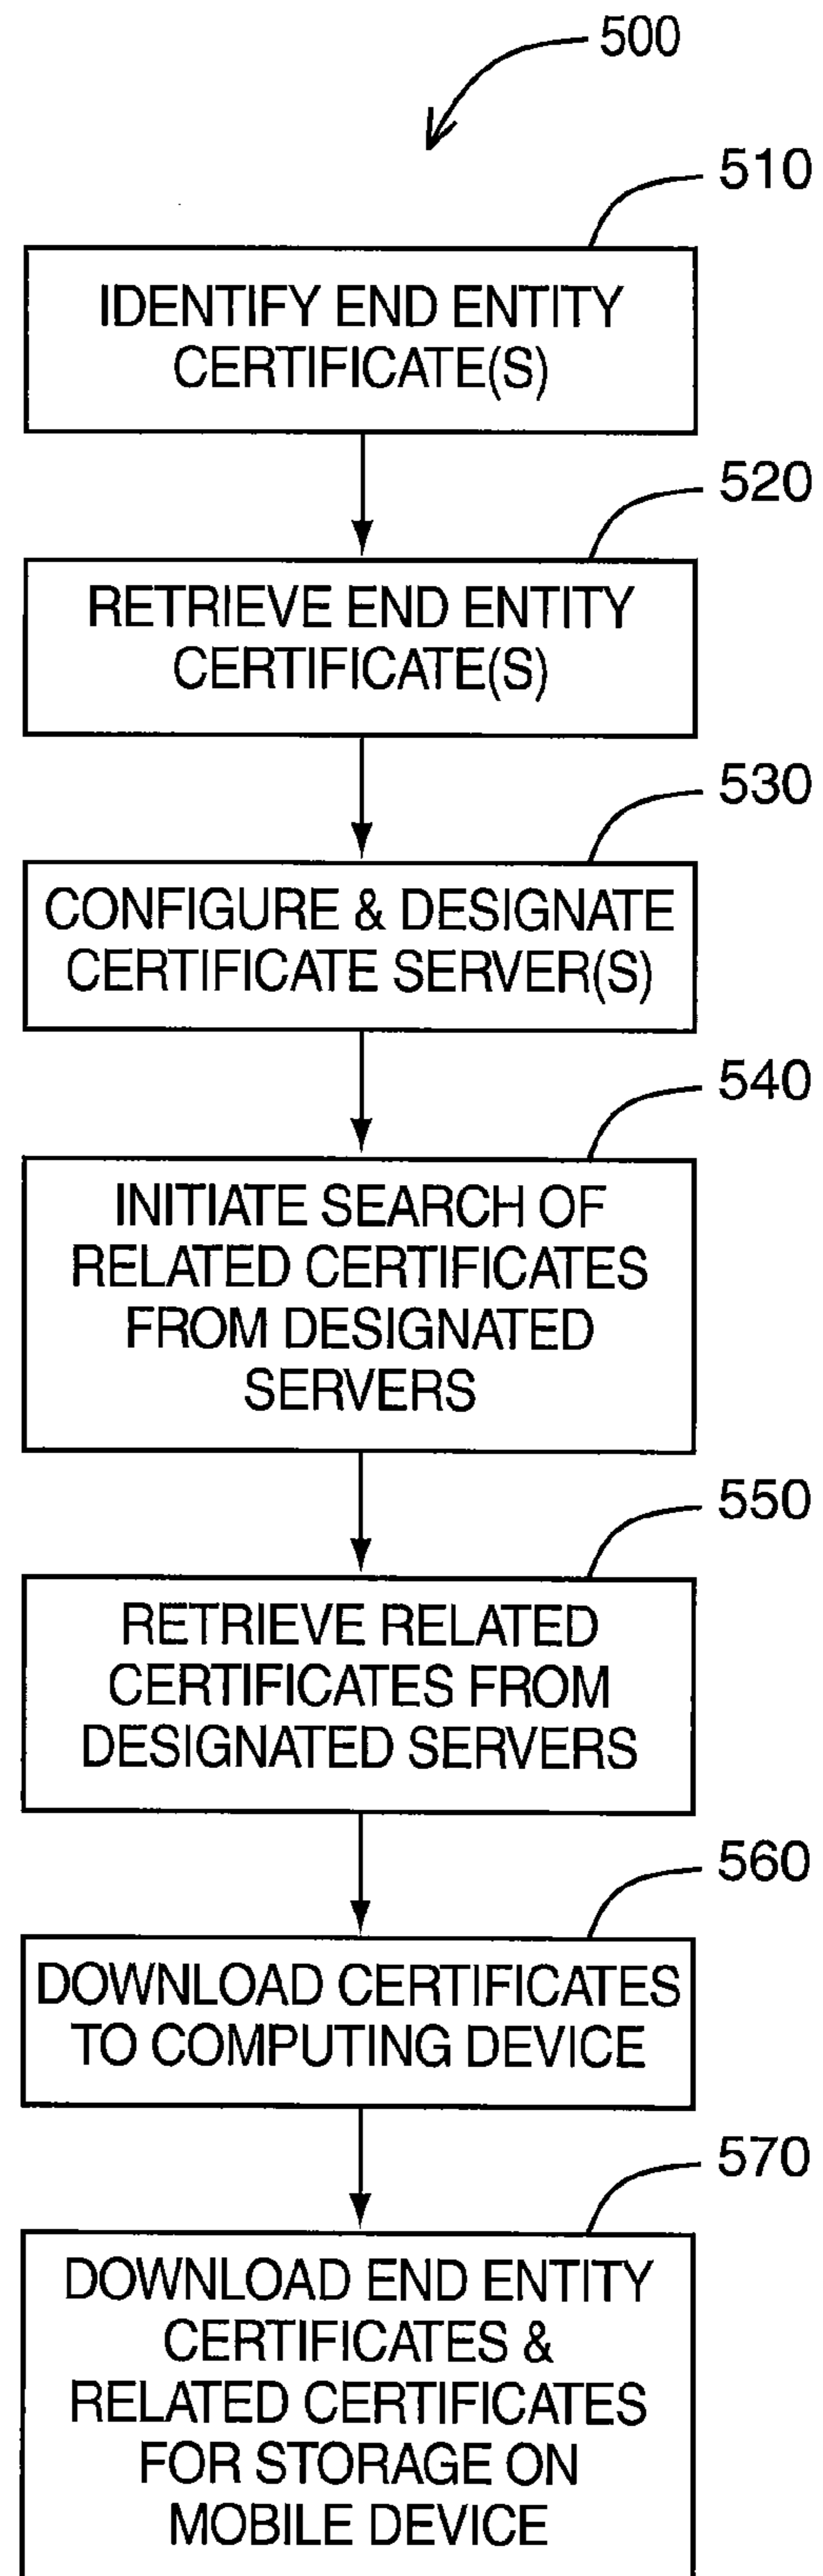 500
510
IDENTIFY END ENTITY
CERTIFICATE(S)
520
RETRIEVE END ENTITY
CERTIFICATE(S)
530
CONFIGURE & DESIGNATE
CERTIFICATE SERVER(S)
540
INITIATE SEARCH OF
RELATED CERTIFICATES
FROM DESIGNATED
SERVERS
550
RETRIEVE RELATED
CERTIFICATES FROM
DESIGNATED SERVERS
560
DOWNLOAD CERTIFICATES
TO COMPUTING DEVICE
570
DOWNLOAD END ENTITY
CERTIFICATES &
RELATED CERTIFICATES
FOR STORAGE ON
MOBILE DEVICE